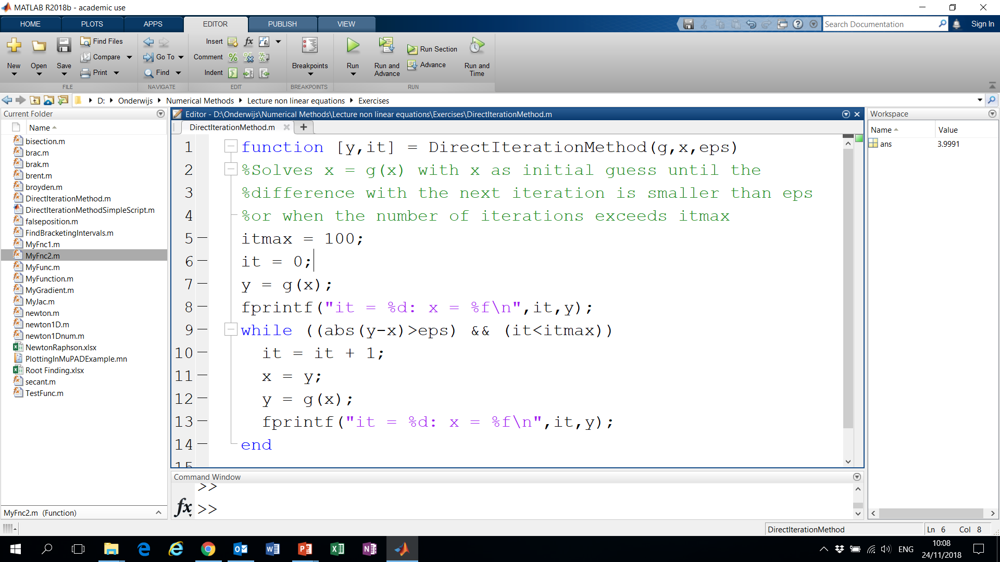 MATLAB R2018b - academic use
HOME PLOTS APPS EDITOR PUBLISH VIEW
Search Documentation
Sign In
New
Open
Save
Find Files
Compare
Print
FILE
Go To
Find
NAVIGATE
Insert
Comment
Indent
EDIT
Breakpoints
BREAKPOINTS
Run
Run and
Advance
Run Section
Advance
Run and
Time
RUN
D: Onderwijs Numerical Methods Lecture non linear equations Exercises
Current Folder
Name
bisection.m
brac.m
brak.m
brent.m
broyden.m
DirectIterationMethod.m
DirectIterationMethodSimpleScript.m
falseposition.m
FindBracketingIntervals.m
MyFnc1.m
MyFnc2.m
MyFunc.m
MyFunction.m
MyGradient.m
MyJac.m
newton.m
newton1D.m
newton1Dnum.m
NewtonRaphson.xlsx
PlottingInMuPADExample.mn
Root Finding.xlsx
secant.m
TestFunc.m
MyFnc2.m (Function)
Editor - D:\Onderwijs\Numerical Methods\Lecture non linear equations\Exercises\DirectIterationMethod.m
DirectIterationMethod.m
1 function [y,it] = DirectIterationMethod(g,x,eps)
2 %Solves x = g(x) with x as initial guess until the
3 %difference with the next iteration is smaller than eps
4 %or when the number of iterations exceeds itmax
5 itmax = 100;
6 it = 0;
7 y = g(x);
8 fprintf("it = %d: x = %f\n",it,y);
9 while ((abs(y-x)>eps) && (it<itmax))
10 it = it + 1;
11 x = y;
12 y = g(x);
13 fprintf("it = %d: x = %f\n",it,y);
14 end
15
Command Window
>>
fx >>
Workspace
Name Value
ans 3.9991
DirectIterationMethod
Ln 6 Col 8
ENG
10:08
24/11/2018